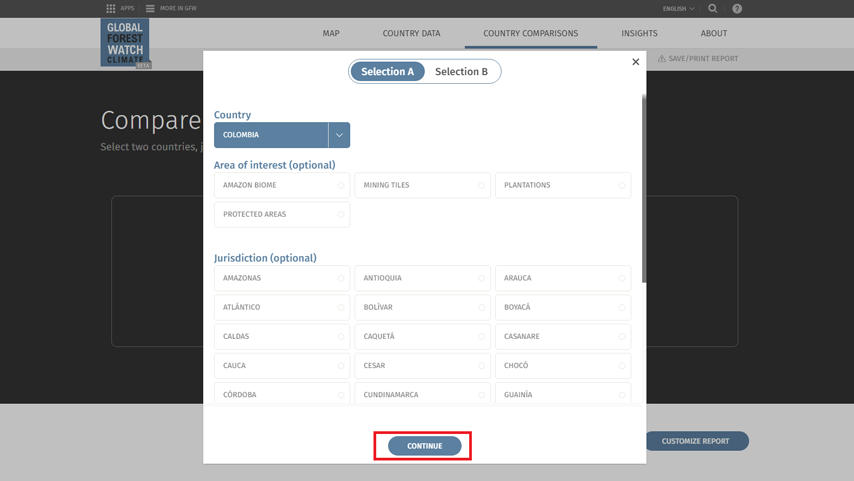 APPS
MORE IN GFW
ENGLISH
GLOBAL
FOREST
WATCH
CLIMATE
BETA
MAP
COUNTRY DATA
COUNTRY COMPARISONS
INSIGHTS
ABOUT
SAVE/PRINT REPORT
Compare
Select two countries, j
Selection A
Selection B
Country
COLOMBIA
Area of interest (optional)
AMAZON BIOME
MINING TILES
PLANTATIONS
PROTECTED AREAS
Jurisdiction (optional)
AMAZONAS
ANTIOQUIA
ARAUCA
ATLÁNTICO
BOLÍVAR
BOYACÁ
CALDAS
CAQUETÁ
CASANARE
CAUCA
CESAR
CHOCÓ
CÓRDOBA
CUNDINAMARCA
GUAINÍA
CONTINUE
CUSTOMIZE REPORT